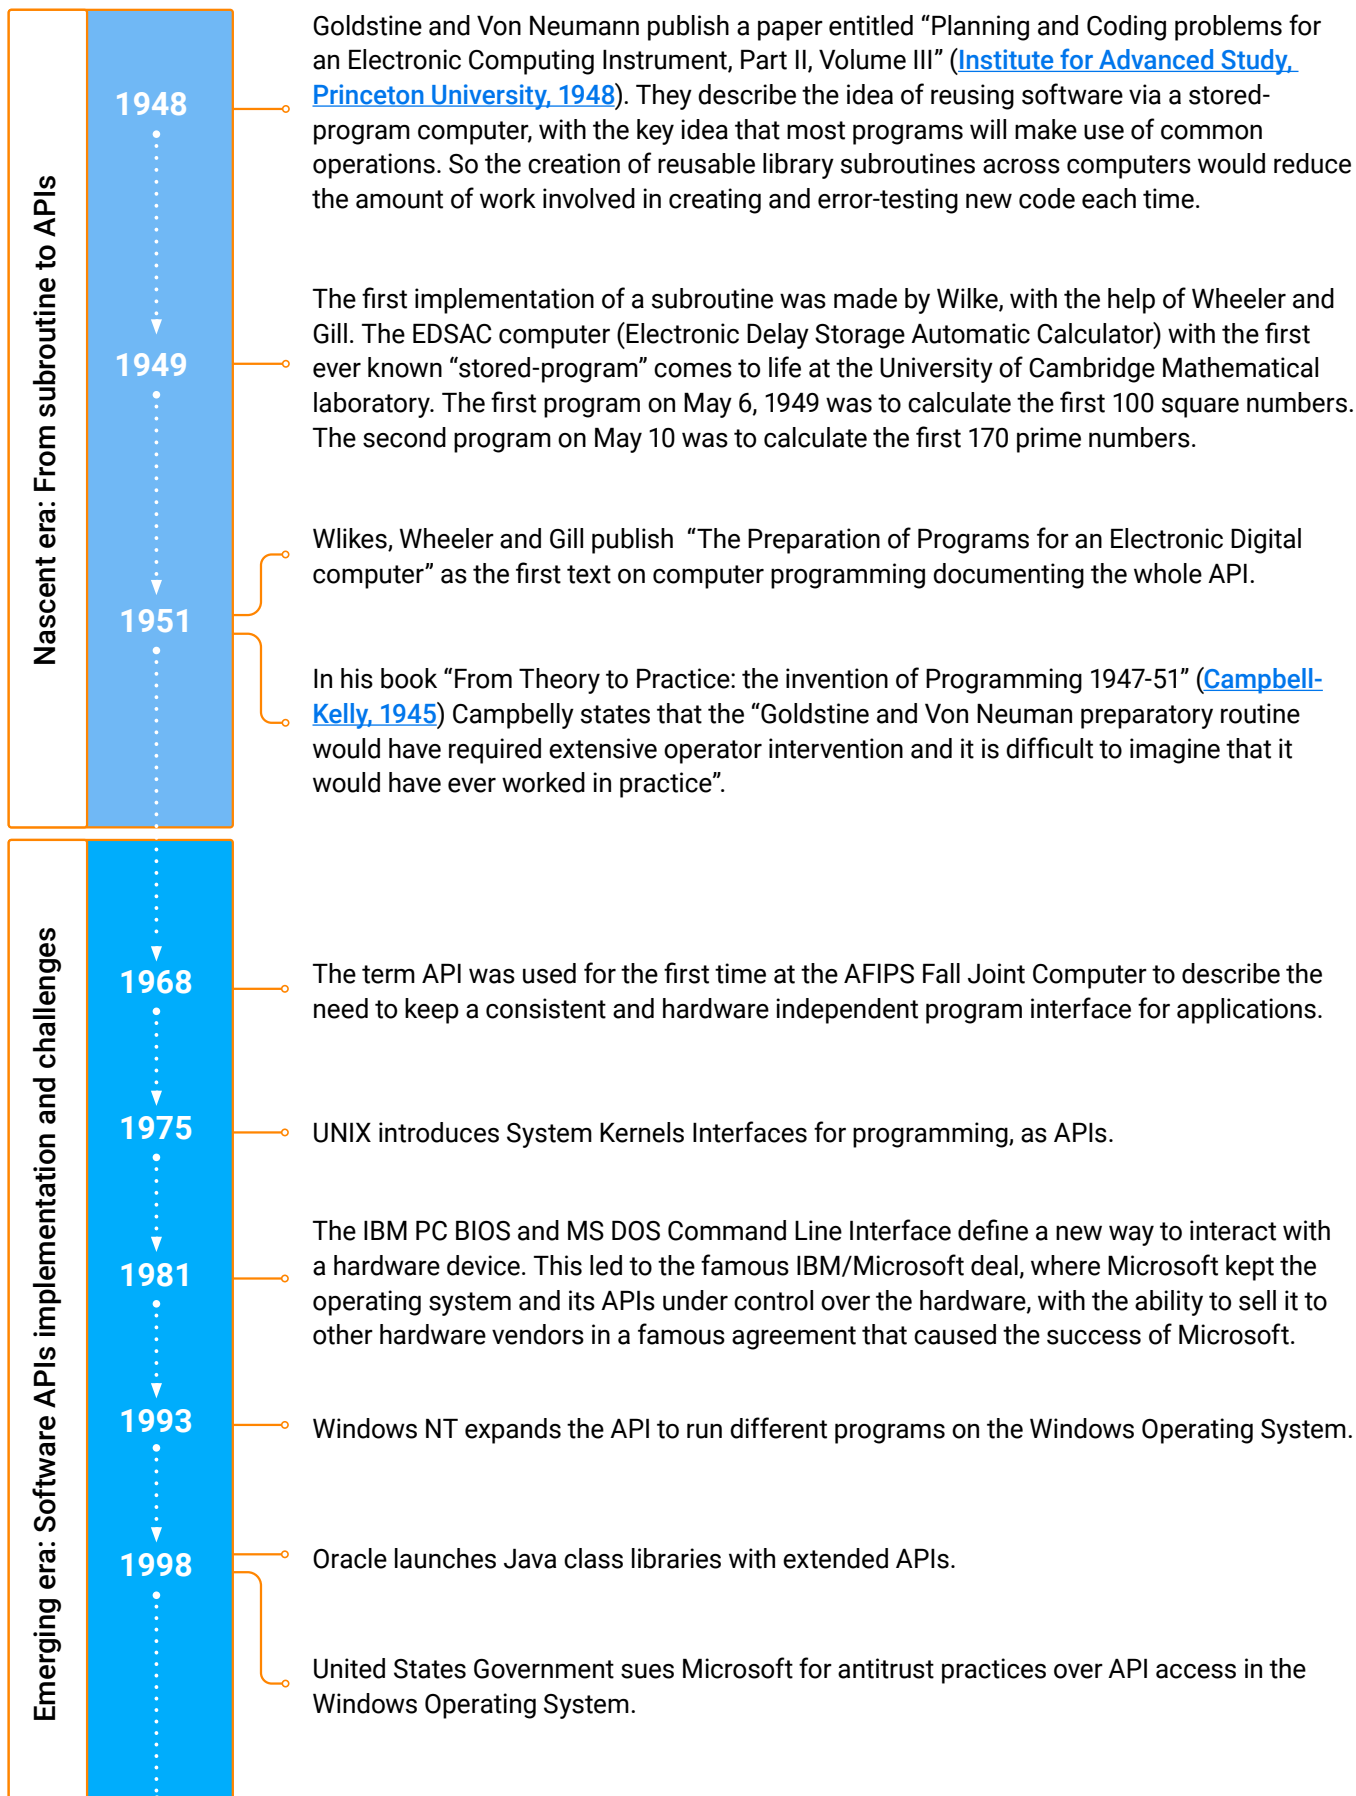 Nascent era: From subroutine to APIs
1948
Goldstine and Von Neumann publish a paper entitled “Planning and Coding problems for
an Electronic Computing Instrument, Part II, Volume III” (Institute for Advanced Study,
Princeton University, 1948). They describe the idea of reusing software via a stored-
program computer, with the key idea that most programs will make use of common
operations. So the creation of reusable library subroutines across computers would reduce
the amount of work involved in creating and error-testing new code each time.
1949
The first implementation of a subroutine was made by Wilke, with the help of Wheeler and
Gill. The EDSAC computer (Electronic Delay Storage Automatic Calculator) with the first
ever known “stored-program” comes to life at the University of Cambridge Mathematical
laboratory. The first program on May 6, 1949 was to calculate the first 100 square numbers.
The second program on May 10 was to calculate the first 170 prime numbers.
1951
Wlikes, Wheeler and Gill publish  “The Preparation of Programs for an Electronic Digital
computer” as the first text on computer programming documenting the whole API.
In his book “From Theory to Practice: the invention of Programming 1947-51” (Campbell-
Kelly, 1945) Campbelly states that the “Goldstine and Von Neuman preparatory routine
would have required extensive operator intervention and it is difficult to imagine that it
would have ever worked in practice”.
Emerging era: Software APIs implementation and challenges
1968
The term API was used for the first time at the AFIPS Fall Joint Computer to describe the
need to keep a consistent and hardware independent program interface for applications.
1975
UNIX introduces System Kernels Interfaces for programming, as APIs.
1981
The IBM PC BIOS and MS DOS Command Line Interface define a new way to interact with
a hardware device. This led to the famous IBM/Microsoft deal, where Microsoft kept the
operating system and its APIs under control over the hardware, with the ability to sell it to
other hardware vendors in a famous agreement that caused the success of Microsoft.
1993
Windows NT expands the API to run different programs on the Windows Operating System.
1998
Oracle launches Java class libraries with extended APIs.
United States Government sues Microsoft for antitrust practices over API access in the
Windows Operating System.